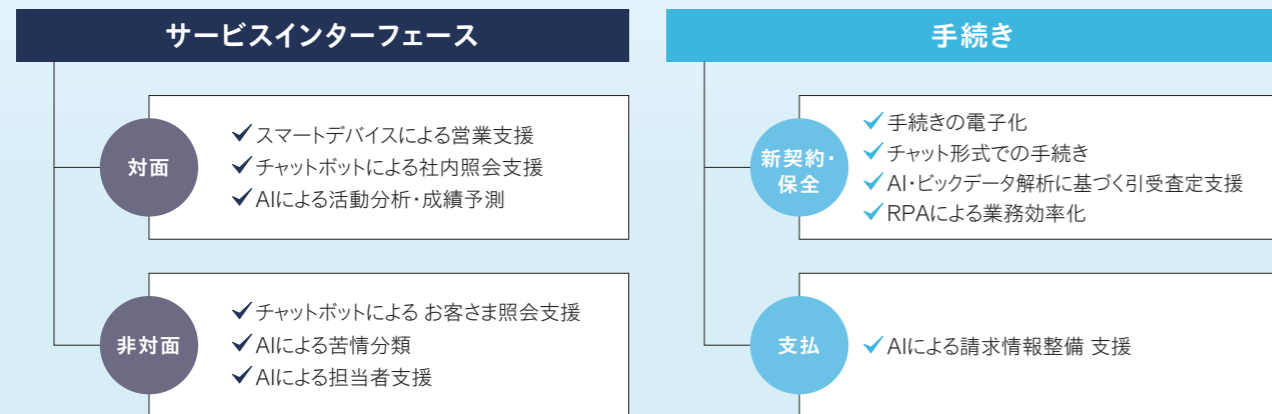 サービスインターフェース
対面
スマートデバイスによる営業支援
チャットボットによる社内照会支援
AIによる活動分析・成績予測
非対面
チャットボットによる お客さま照会支援
AIによる苦情分類
AIによる担当者支援
手続き
新契約・
保全
手続きの電子化
チャット形式での手続き
AI・ビックデータ解析に基づく引受査定支援
RPAによる業務効率化
支払
AIによる請求情報整備 支援